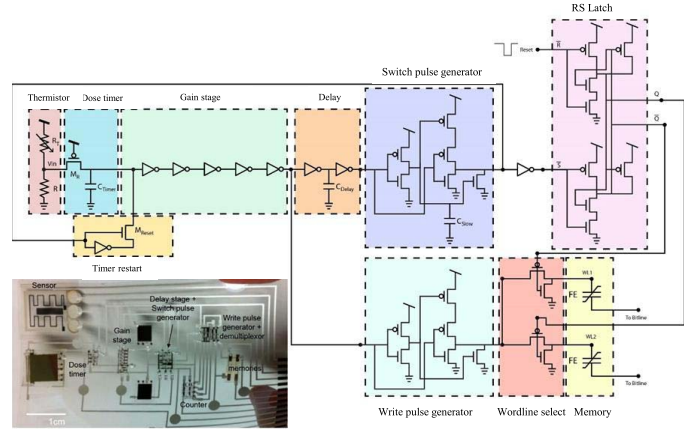 RS Latch
Reset
R
Switch pulse generator
Thermistor
Dose timer
Gain stage
Delay
Q
Q
RT
Vin
R
MR
CTimer
CDelay
S
CSlow
MReset
Timer restart
Sensor
Delay stage +
Switch pulse
generator
Write pulse
generator +
demultiplexor
Gain
stage
Dose
timer
memories
Counter
1cm
WL1
FE
To Bitline
WL2
FE
To Bitline
Write pulse generator
Wordline select
Memory